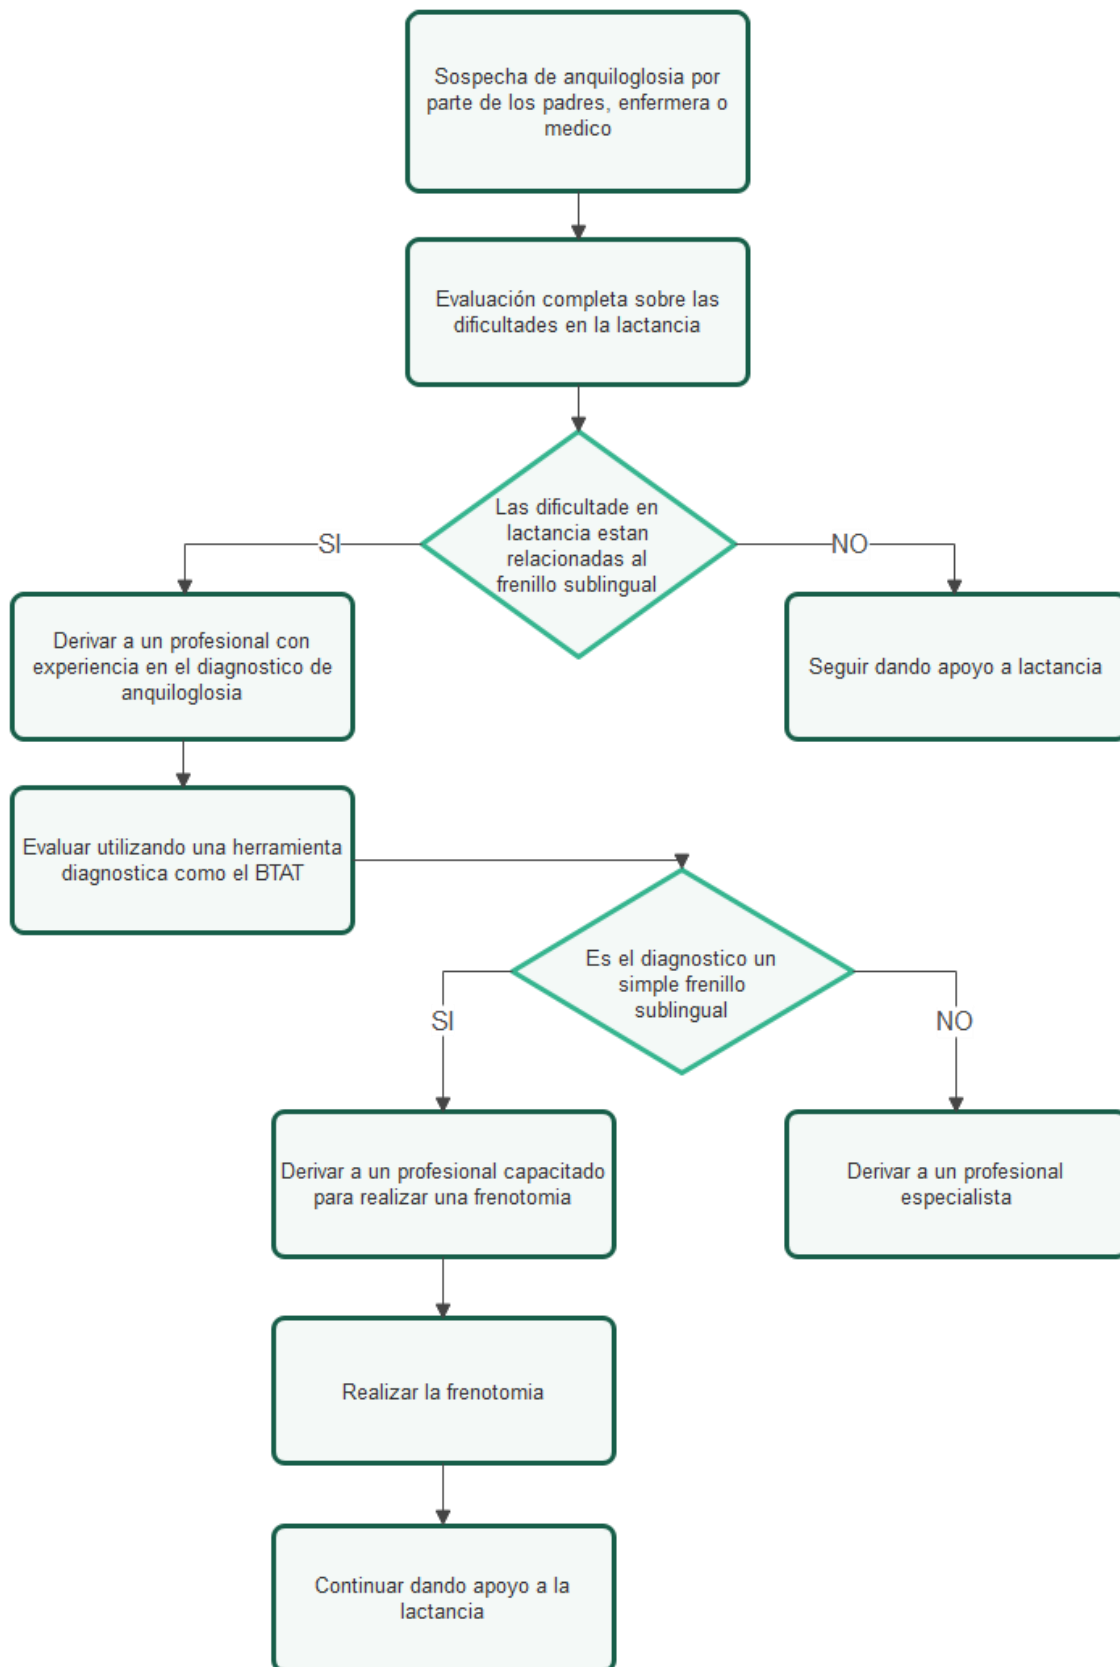 Sospecha de anquiloglosia por
parte de los padres, enfermera o
medico
Evaluación completa sobre las
dificultades en la lactancia
Las dificultade en
lactancia estan
relacionadas al
frenillo sublingual
SI
NO
Derivar a un profesional con
experiencia en el diagnostico de
anquiloglosia
Seguir dando apoyo a lactancia
Evaluar utilizando una herramienta
diagnostica como el BTAT
Es el diagnostico un
simple frenillo
sublingual
SI
NO
Derivar a un profesional capacitado
para realizar una frenotomia
Derivar a un profesional
especialista
Realizar la frenotomia
Continuar dando apoyo a la
lactancia